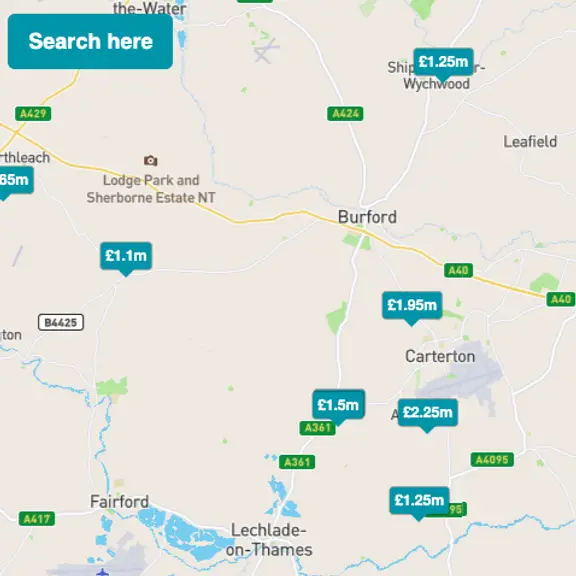 the-Water
Search here
£1.25m
Ship
r-
Wychwood
A429
A424
Leafield
rthleach
65m
Lodge Park and
Sherborne Estate NT
Burford
£1.1m
A40
A40
£1.95m
B4425
ton
Carterton
£1.5m
A
£2.25m
A361
A361
A4095
£1.25m
95
Fairford
A417
Lechlade-
on-Thames